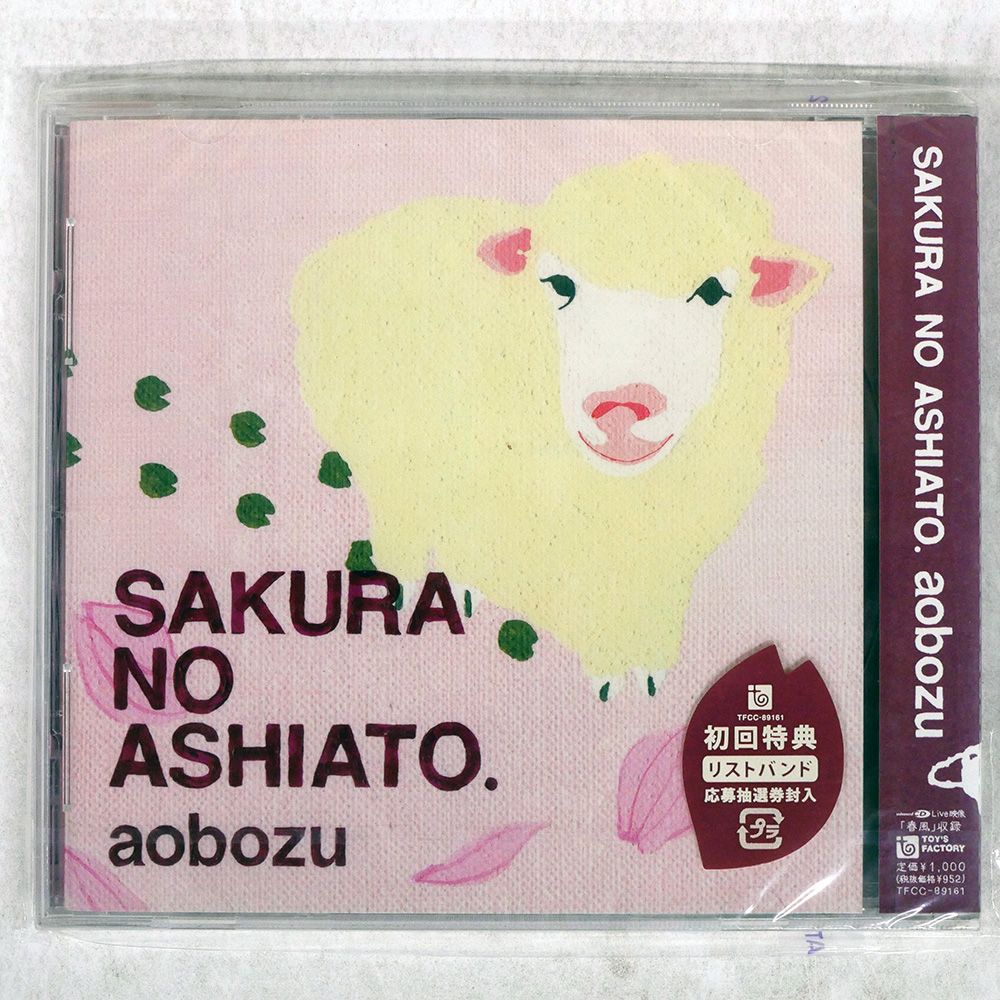 SAKURA
NO
ASHIATO.
aobozu
TFCC-89161
初回特典
リストバンド
応募抽選券封入
プラ
SAKURA NO ASHIATO. aobozu
Live映像
「春風」収録
TOY'S
FACTORY
定価¥1,000
(税抜価格¥952)
TFCC-89161